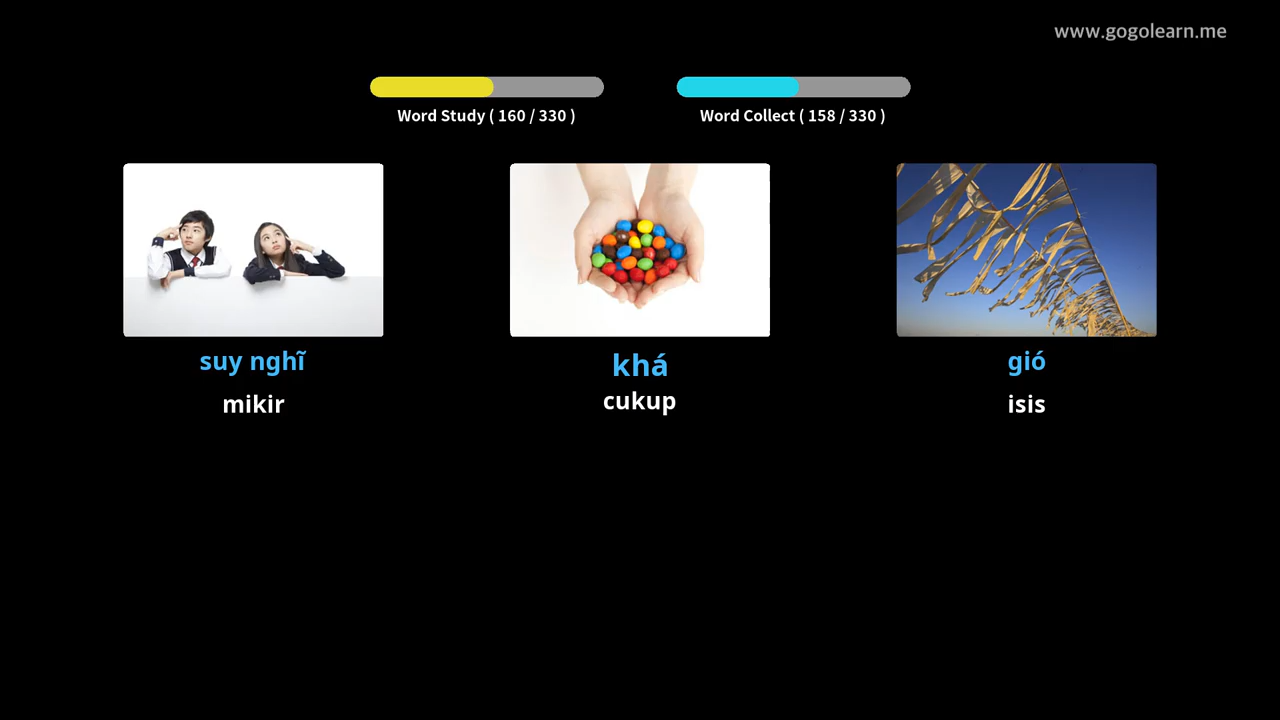 www.gogolearn.me
Word Study ( 160 / 330 )
Word Collect ( 158 / 330 )
suy nghĩ
mikir
khá
cukup
gió
isis